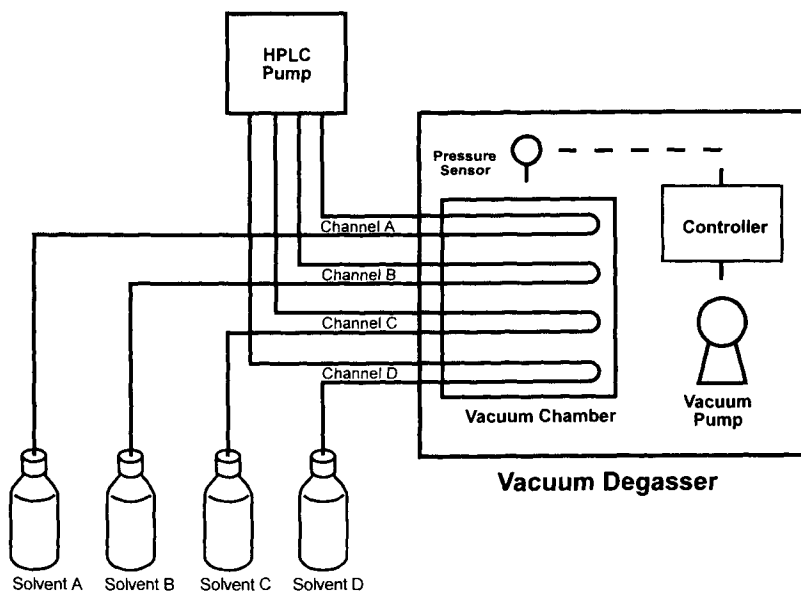 HPLC
Pump
Pressure
Sensor
Controller
Channel A
Channel B
Channel C
Channel D
Vacuum Chamber
Vacuum
Pump
Vacuum Degasser
Solvent A
Solvent B
Solvent C
Solvent D